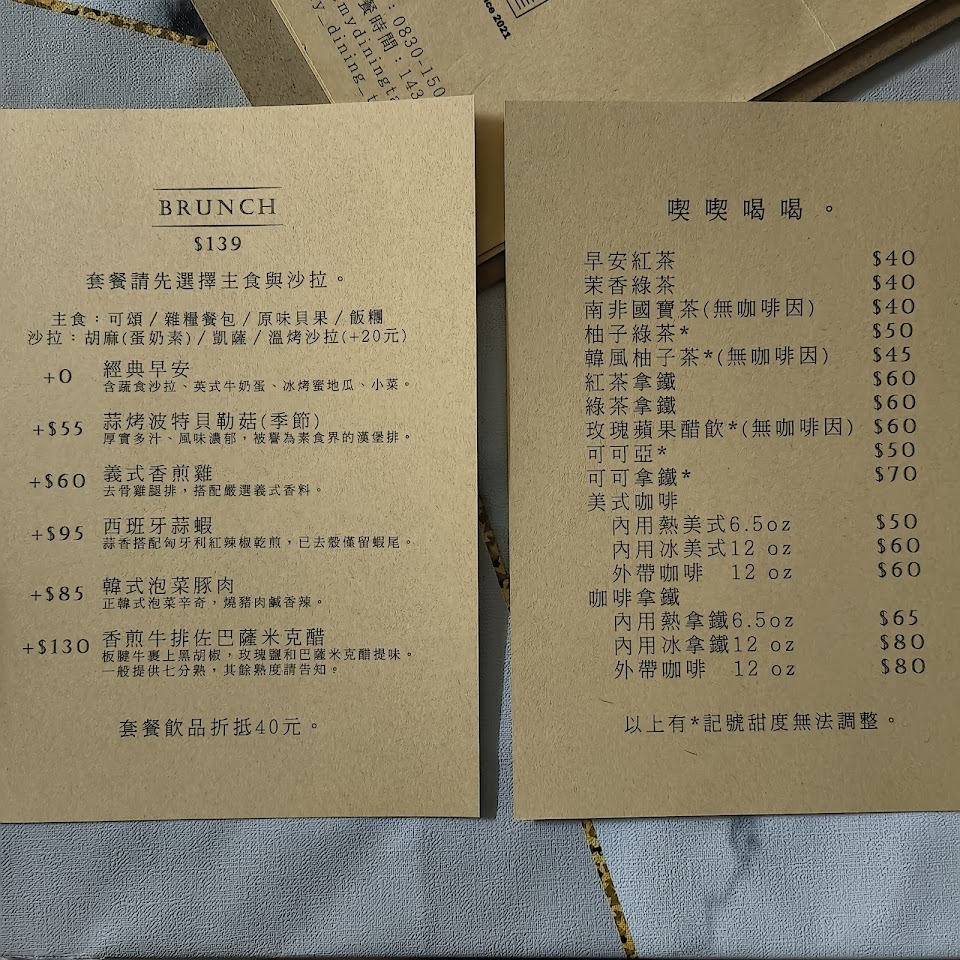 ce 2021
：0830-150
餐時間：143
mydiningta
y_dining_t
BRUNCH
$139
套餐請先選擇主食與沙拉。
主食：可頌/雜糧餐包/原味貝果/飯糰
沙拉：胡麻(蛋奶素)/凱薩/溫烤沙拉(+20元)
+0 經典早安
含蔬食沙拉、英式牛奶蛋、冰烤蜜地瓜、小菜。
+$55 蒜烤波特貝勒菇(季節)
厚實多汁、風味濃郁，被譽為素食界的漢堡排。
+$60 義式香煎雞
去骨雞腿排，搭配嚴選義式香料。
+$95 西班牙蒜蝦
蒜香搭配匈牙利紅辣椒乾煎，已去殼僅留蝦尾。
+$85 韓式泡菜豚肉
正韓式泡菜辛奇，燒豬肉鹹香辣。
+$130 香煎牛排佐巴薩米克醋
板腱牛裹上黑胡椒，玫瑰鹽和巴薩米克醋提味。
一般提供七分熟，其餘熟度請告知。
套餐飲品折抵40元。
喫喫喝喝。
早安紅茶 $40
茉香綠茶 $40
南非國寶茶(無咖啡因) $40
柚子綠茶* $50
韓風柚子茶*(無咖啡因) $45
紅茶拿鐵 $60
綠茶拿鐵 $60
玫瑰蘋果醋飲*(無咖啡因) $60
可可亞* $50
可可拿鐵* $70
美式咖啡
內用熱美式6.5oz $50
內用冰美式12 oz $60
外帶咖啡 12 oz $60
咖啡拿鐵
內用熱拿鐵6.5oz $65
內用冰拿鐵12 oz $80
外帶咖啡 12 oz $80
以上有*記號甜度無法調整。